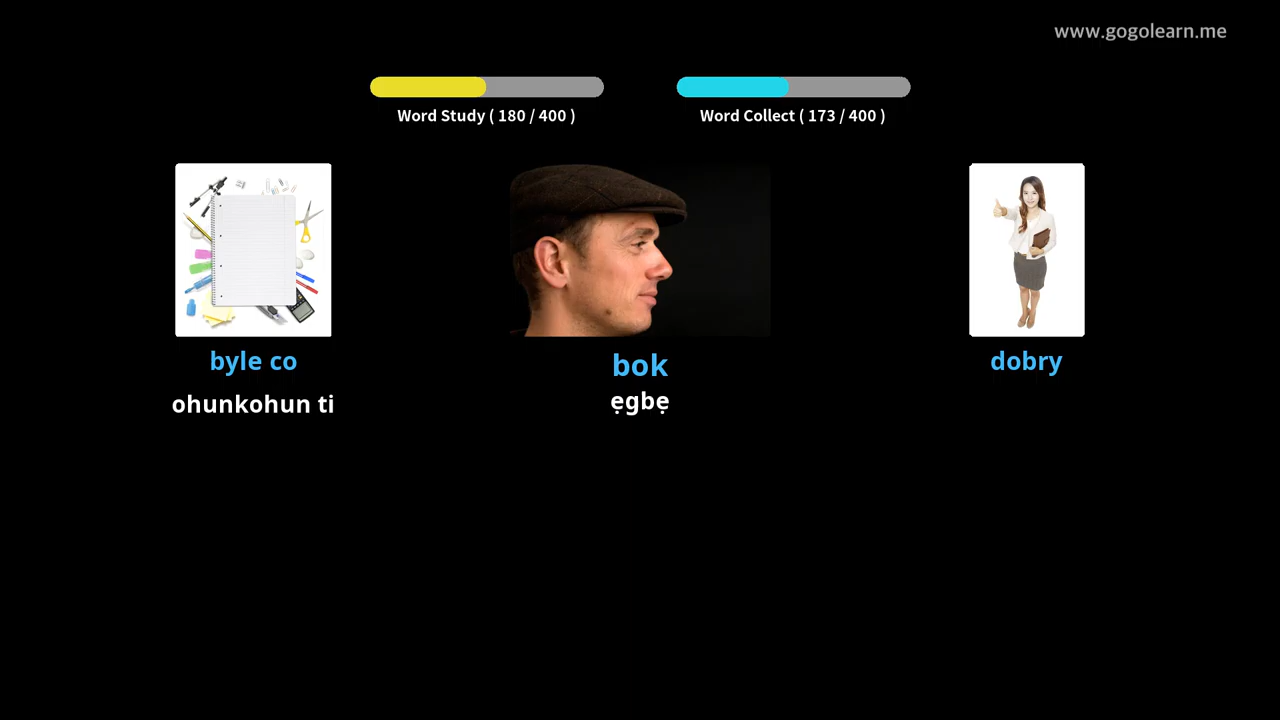 www.gogolearn.me
Word Study ( 180 / 400 )
Word Collect ( 173 / 400 )
byle co
bok
dobry
ohunkohun ti
ẹgbẹ